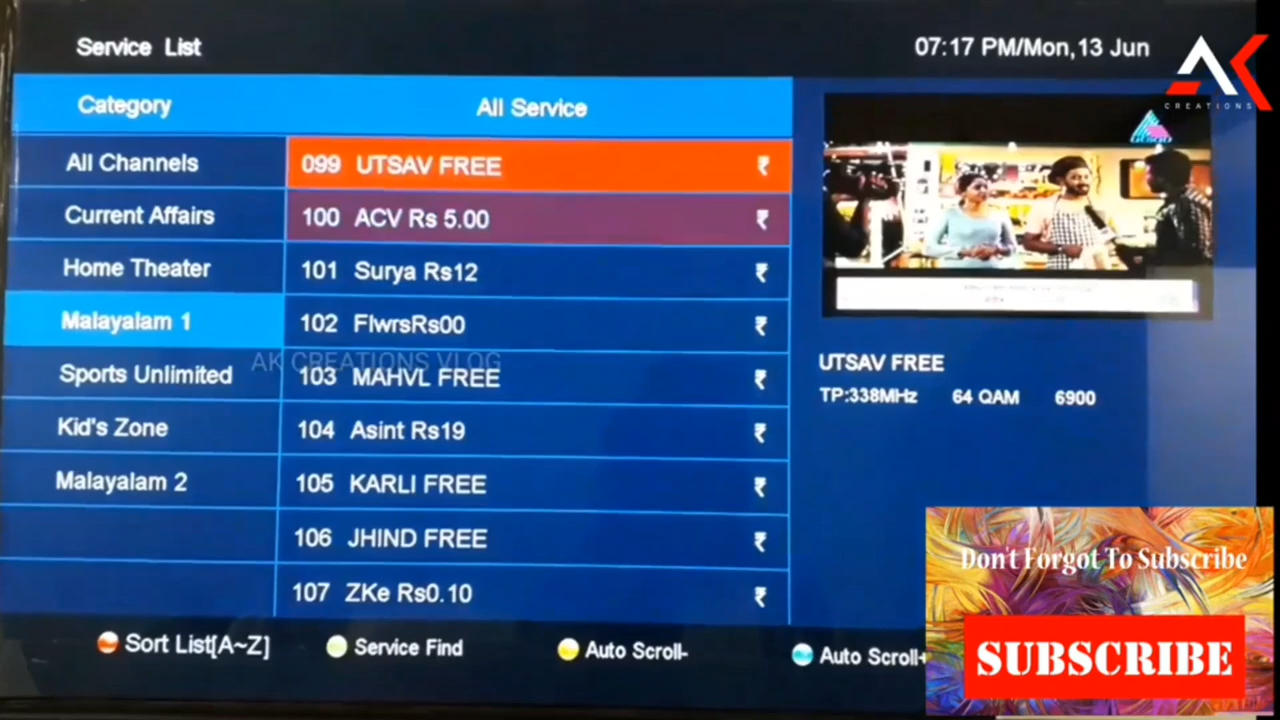 Service List
07:17 PM/Mon,13 Jun
AK
CREATIONS
Category
All Service
All Channels
099 UTSAV FREE ₹
Current Affairs
100 ACV Rs 5.00 ₹
Home Theater
101 Surya Rs12 ₹
Malayalam 1
102 FlwrsRs00 ₹
AK CREATIONS VLOG
Sports Unlimited
103 MAHVL FREE ₹
Kid's Zone
104 Asint Rs19 ₹
Malayalam 2
105 KARLI FREE ₹
106 JHIND FREE ₹
107 ZKe Rs0.10 ₹
UTSAV FREE
TP:338MHz 64 QAM 6900
Sort List[A~Z]
Service Find
Auto Scroll-
Auto Scroll+
Don't Forgot To Subscribe
SUBSCRIBE